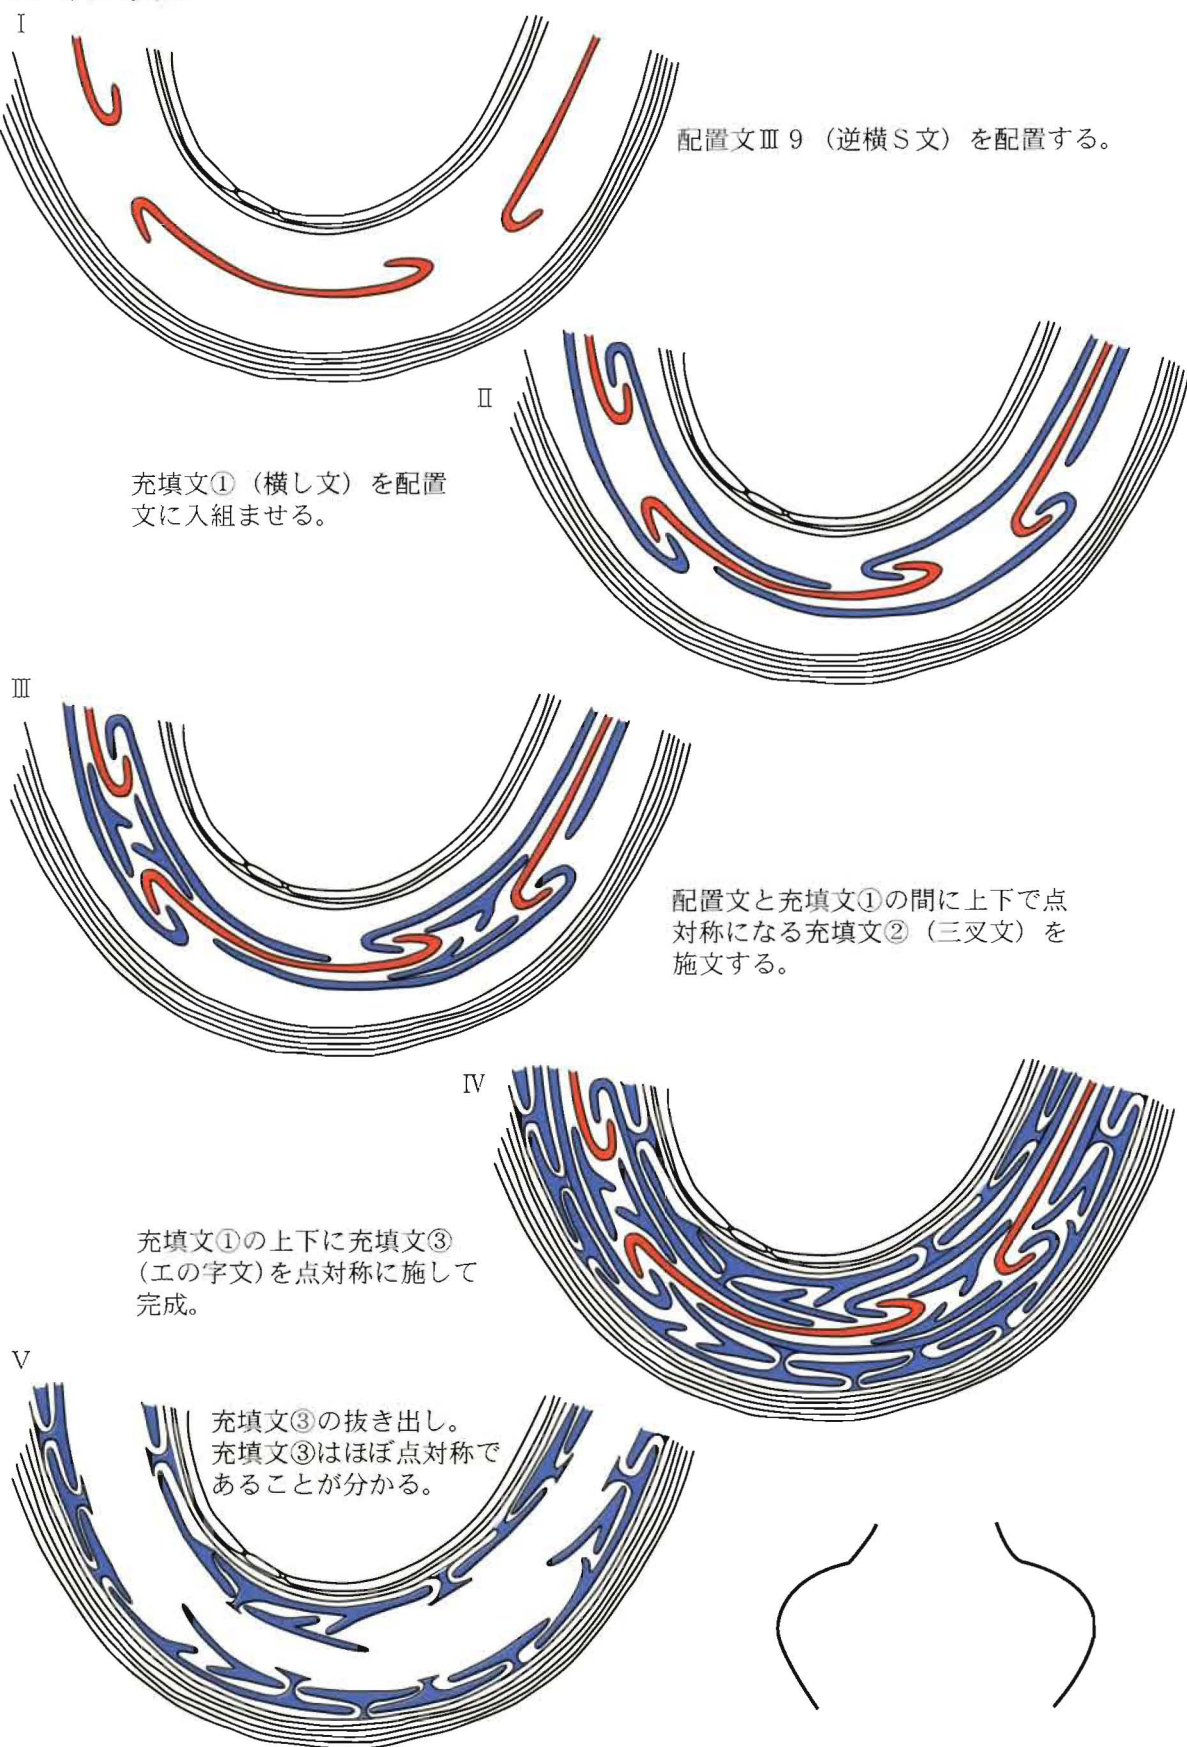 Ⅰ
配置文Ⅲ9（逆横S文）を配置する。
Ⅱ
充填文①（横し文）を配置
文に入組ませる。
Ⅲ
配置文と充填文①の間に上下で点
対称になる充填文②（三叉文）を
施文する。
Ⅳ
充填文①の上下に充填文③
(エの字文)を点対称に施して
完成。
Ⅴ
充填文③の抜き出し。
充填文③はほぼ点対称で
あることが分かる。